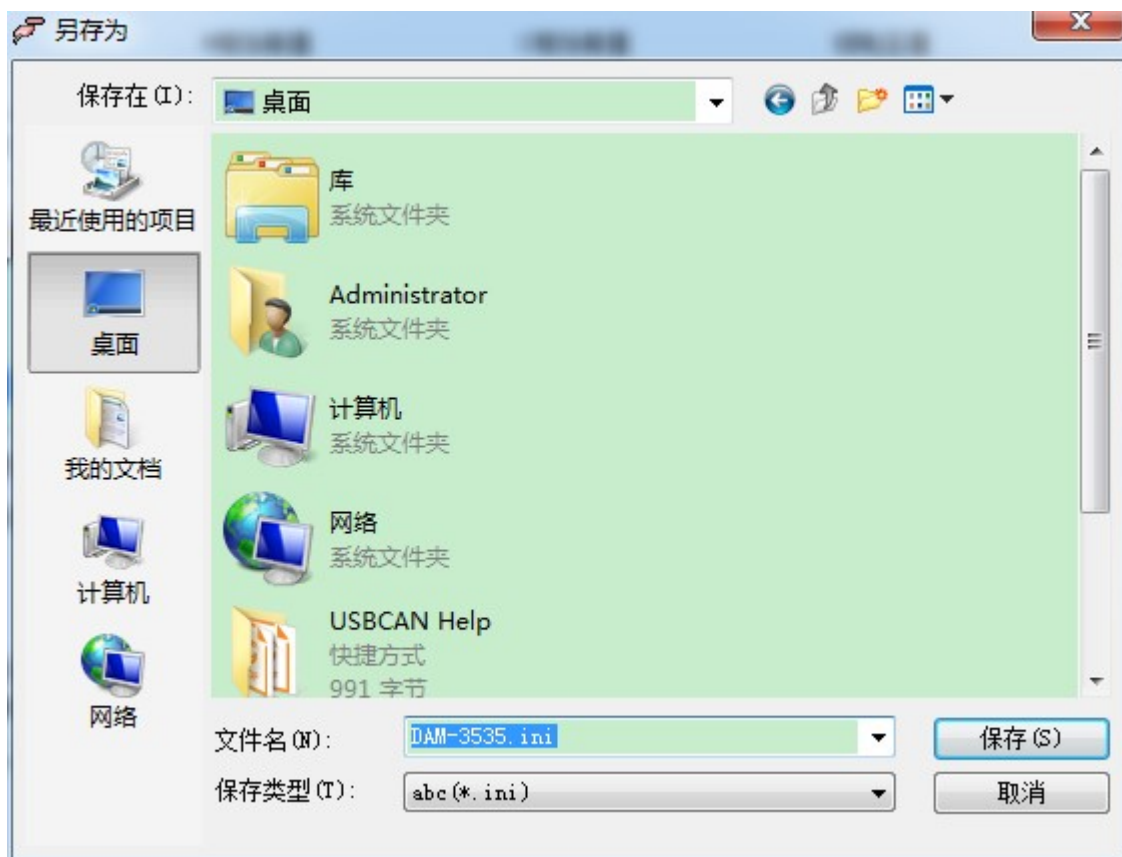 另存为
保存在(I):
桌面
最近使用的项目
桌面
我的文档
计算机
网络
库
系统文件夹
Administrator
系统文件夹
计算机
系统文件夹
网络
系统文件夹
USBCAN Help
快捷方式
991 字节
文件名(N):
DAM-3535.ini
保存(S)
保存类型(T):
abc(*.ini)
取消